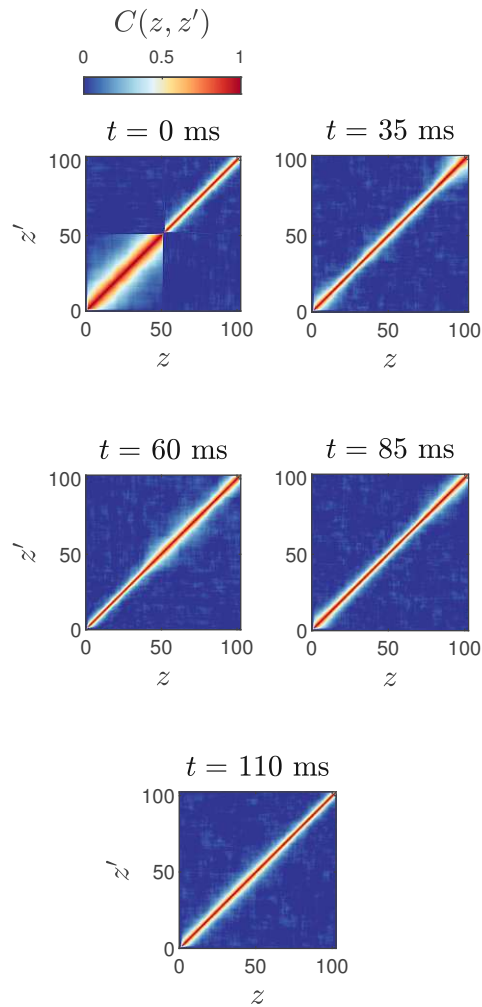 C(z, z′)
0 0.5 1
t = 0 ms t = 35 ms
100 100
z′ 50 50
0 0
0 50 100 0 50 100
z z
t = 60 ms t = 85 ms
100 100
z′ 50 50
0 0
0 50 100 0 50 100
z z
t = 110 ms
100
z′ 50
0
0 50 100
z